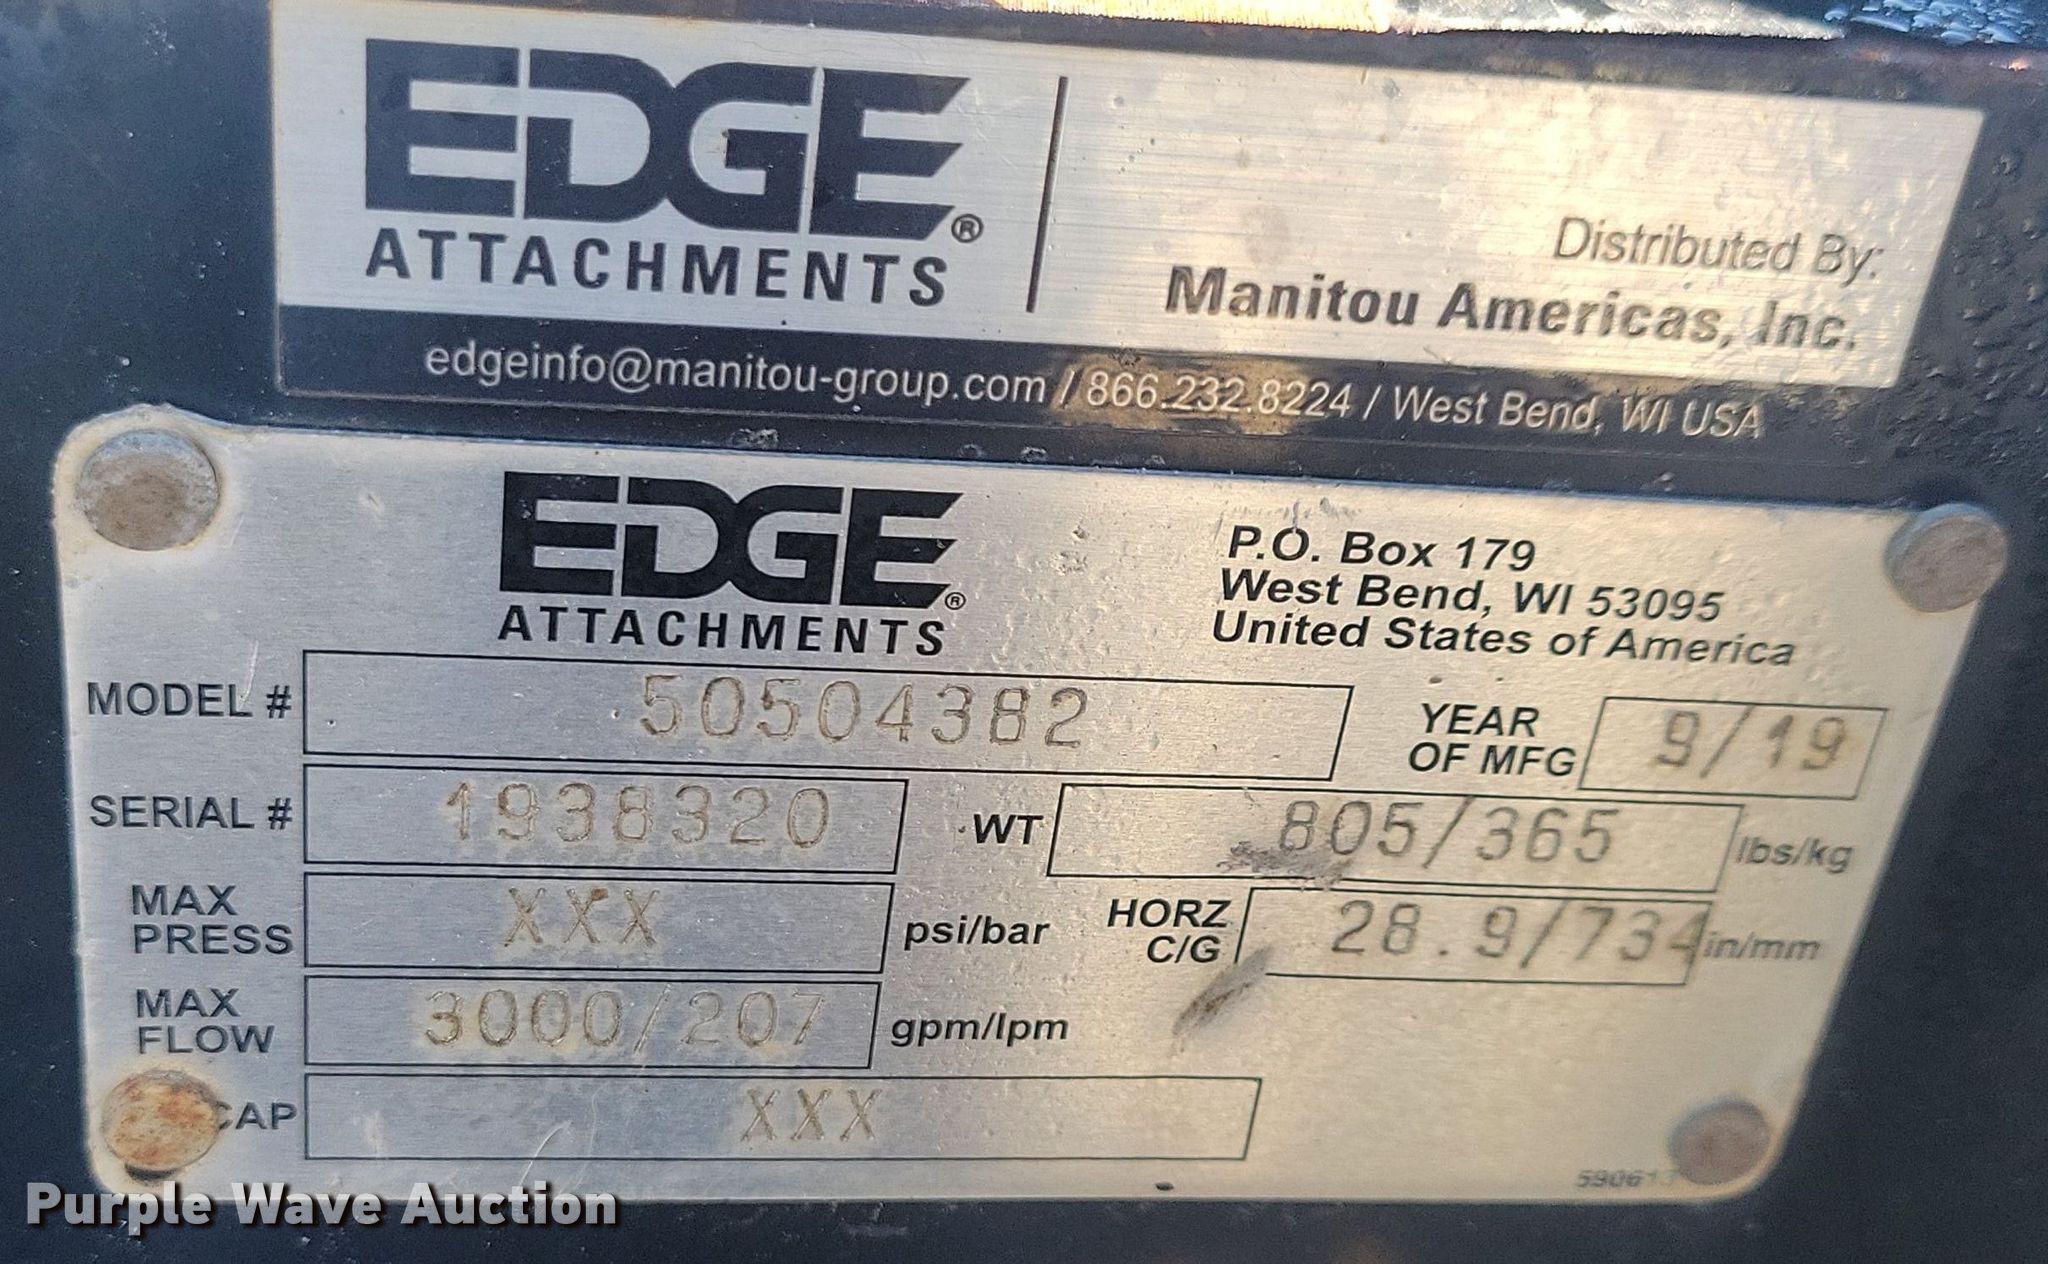 EDGE®
ATTACHMENTS
Distributed By:
Manitou Americas, Inc.
edgeinfo@manitou-group.com / 866.232.8224 / West Bend, WI USA
EDGE®
ATTACHMENTS
P.O. Box 179
West Bend, WI 53095
United States of America
MODEL # 50504382
YEAR OF MFG 9/19
SERIAL # 1938320
WT 805/365 lbs/kg
MAX PRESS XXX psi/bar
HORZ C/G 28.9/734 in/mm
MAX FLOW 3000/207 gpm/lpm
CAP XXX
Purple Wave Auction